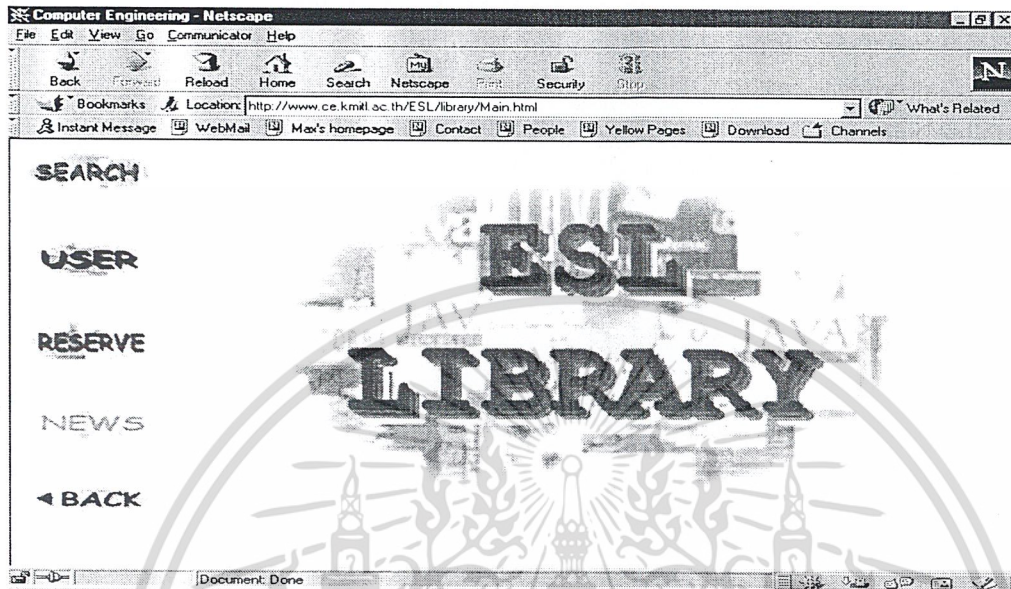 Computer Engineering - Netscape
File Edit View Go Communicator Help
Back Forward Reload Home Search Netscape Print Security Stop
Bookmarks Location: http://www.ce.kmitl.ac.th/ESL/library/Main.html What's Related
Instant Message WebMail Max's homepage Contact People Yellow Pages Download Channels
SEARCH
USER
RESERVE
NEWS
BACK
ESL
JAVA
LIBRARY
Document: Done